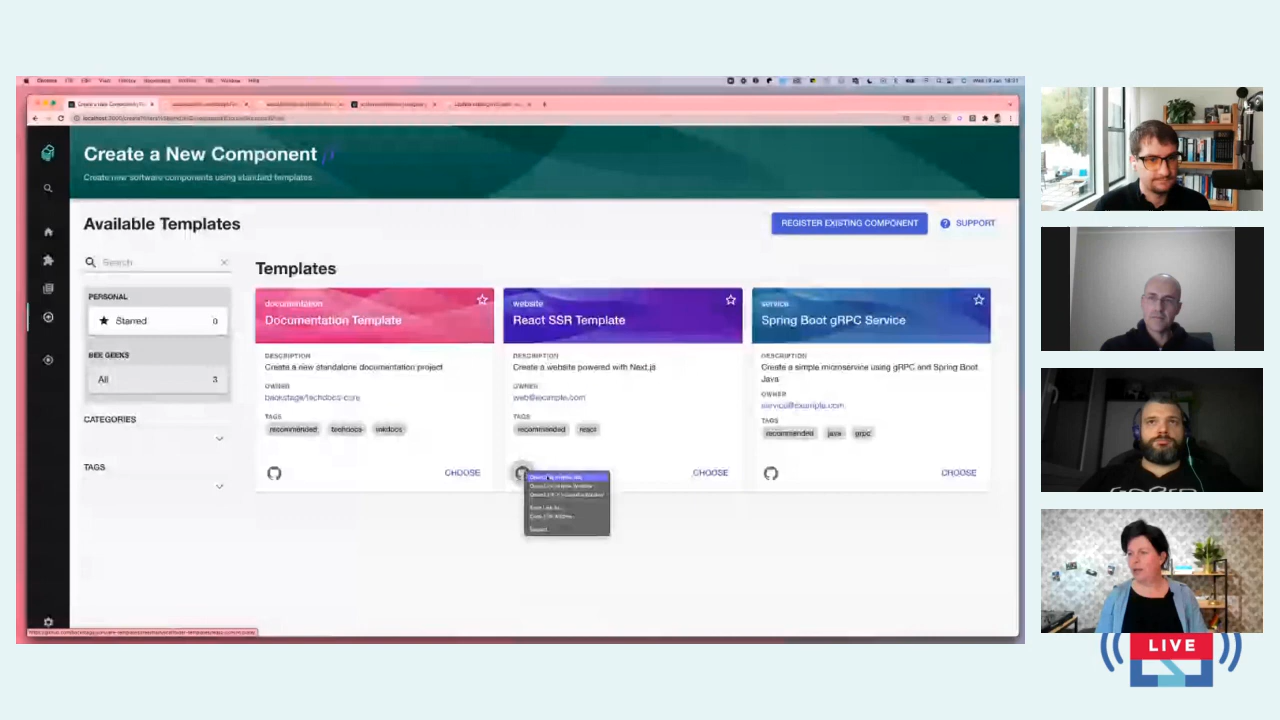 Create a New Component
Create new software components using standard templates
Available Templates
REGISTER EXISTING COMPONENT
SUPPORT
Search
Templates
PERSONAL
Starred 0
BEE GEEKS
All 3
CATEGORIES
TAGS
documentation
Documentation Template
DESCRIPTION
Create a new standalone documentation project
OWNER
backstage/techdocs-core
TAGS
recommended techdocs mkdocs
CHOOSE
website
React SSR Template
DESCRIPTION
Create a website powered with Next.js
OWNER
web@example.com
TAGS
recommended react
CHOOSE
service
Spring Boot gRPC Service
DESCRIPTION
Create a simple microservice using gRPC and Spring Boot
Java
OWNER
service@example.com
TAGS
recommended java grpc
CHOOSE
LIVE